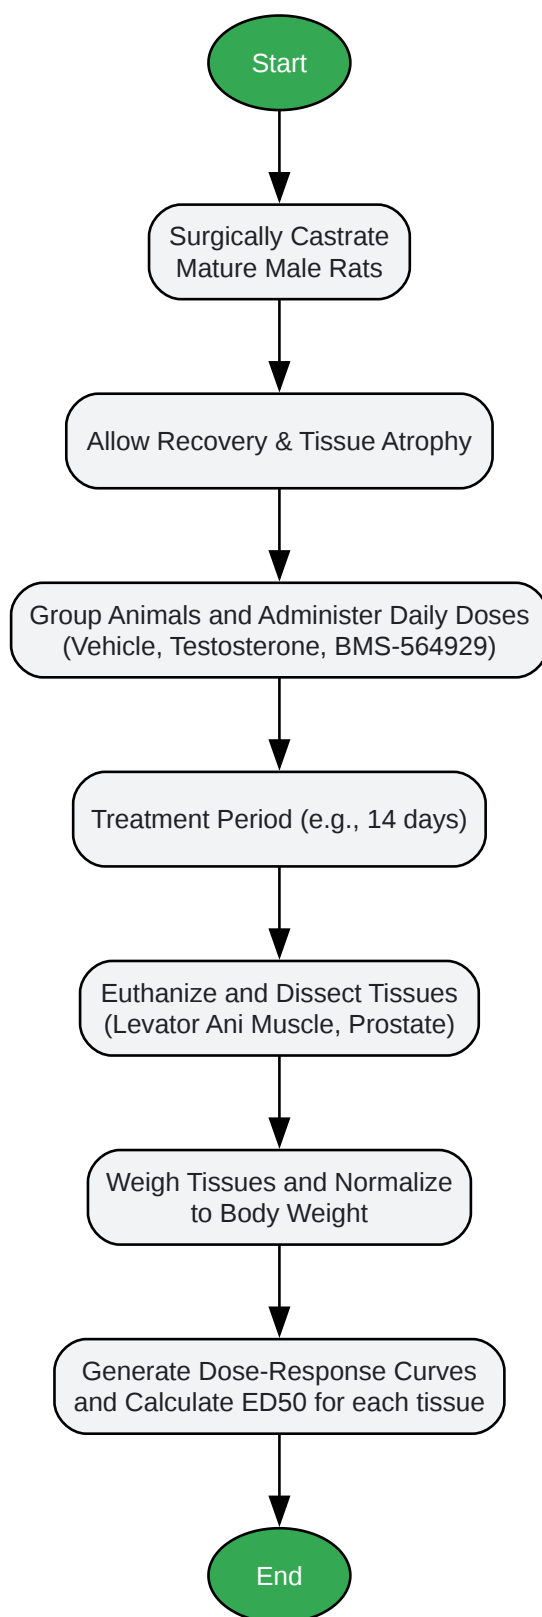 Start
Surgically Castrate
Mature Male Rats
Allow Recovery & Tissue Atrophy
Group Animals and Administer Daily Doses
(Vehicle, Testosterone, BMS-564929)
Treatment Period (e.g., 14 days)
Euthanize and Dissect Tissues
(Levator Ani Muscle, Prostate)
Weigh Tissues and Normalize
to Body Weight
Generate Dose-Response Curves
and Calculate ED50 for each tissue
End